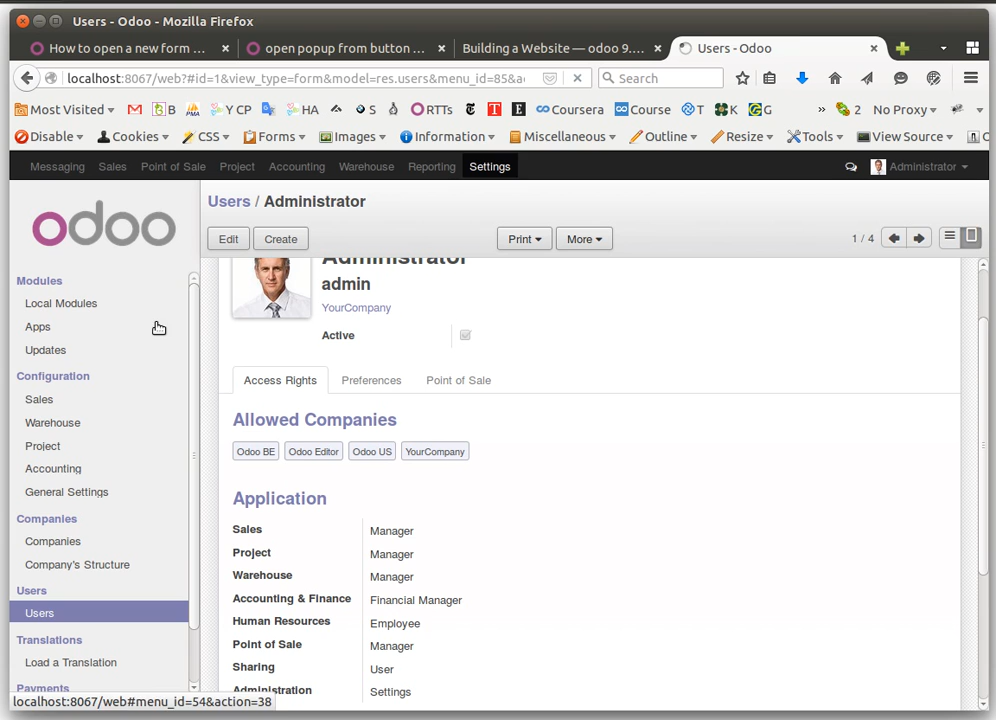 Users - Odoo - Mozilla Firefox
How to open a new form ...
open popup from button ...
Building a Website — odoo 9....
Users - Odoo
localhost:8067/web?#id=1&view_type=form&model=res.users&menu_id=85&a
Search
Most Visited
B
Y CP
HA
S
RTTs
T
E
Coursera
Course
T
K
G
»
2
No Proxy
Disable
Cookies
CSS
Forms
Images
Information
Miscellaneous
Outline
Resize
Tools
View Source
Messaging
Sales
Point of Sale
Project
Accounting
Warehouse
Reporting
Settings
Administrator
odoo
Users / Administrator
Edit
Create
Print
More
1 / 4
Modules
Local Modules
Apps
Updates
Configuration
Sales
Warehouse
Project
Accounting
General Settings
Companies
Companies
Company's Structure
Users
Users
Translations
Load a Translation
Payments
Administrator
admin
YourCompany
Active
Access Rights
Preferences
Point of Sale
Allowed Companies
Odoo BE
Odoo Editor
Odoo US
YourCompany
Application
Sales Manager
Project Manager
Warehouse Manager
Accounting & Finance Financial Manager
Human Resources Employee
Point of Sale Manager
Sharing User
Administration Settings
localhost:8067/web#menu_id=54&action=38